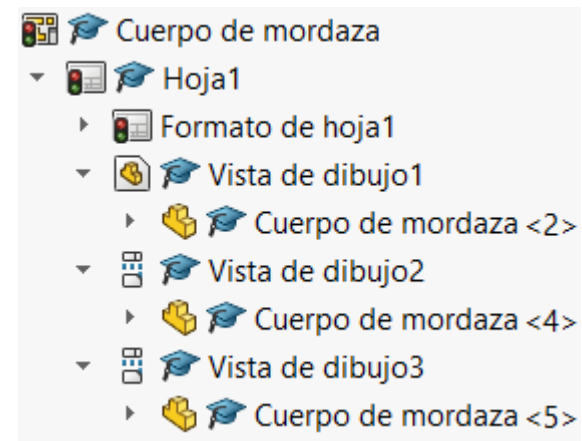 Cuerpo de mordaza
Hoja1
Formato de hoja1
Vista de dibujo1
Cuerpo de mordaza <2>
Vista de dibujo2
Cuerpo de mordaza <4>
Vista de dibujo3
Cuerpo de mordaza <5>